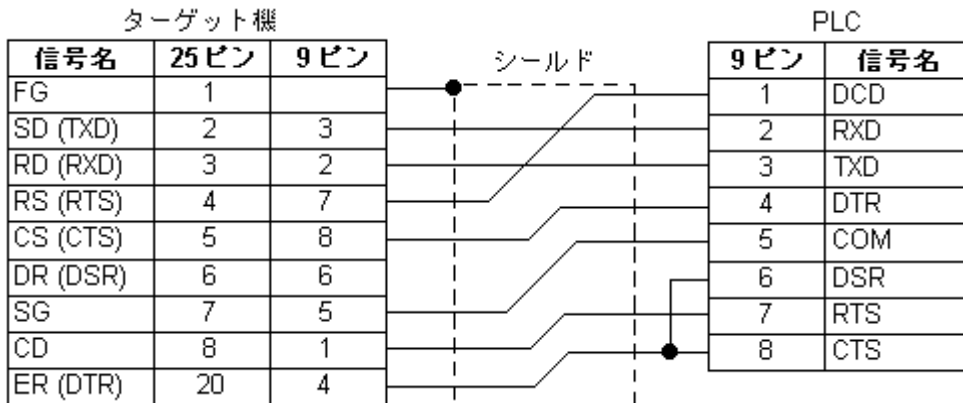 ターゲット機 PLC
信号名 25ピン 9ピン シールド 9ピン 信号名
FG 1 1 DCD
SD (TXD) 2 3 2 RXD
RD (RXD) 3 2 3 TXD
RS (RTS) 4 7 4 DTR
CS (CTS) 5 8 5 COM
DR (DSR) 6 6 6 DSR
SG 7 5 7 RTS
CD 8 1 8 CTS
ER (DTR) 20 4